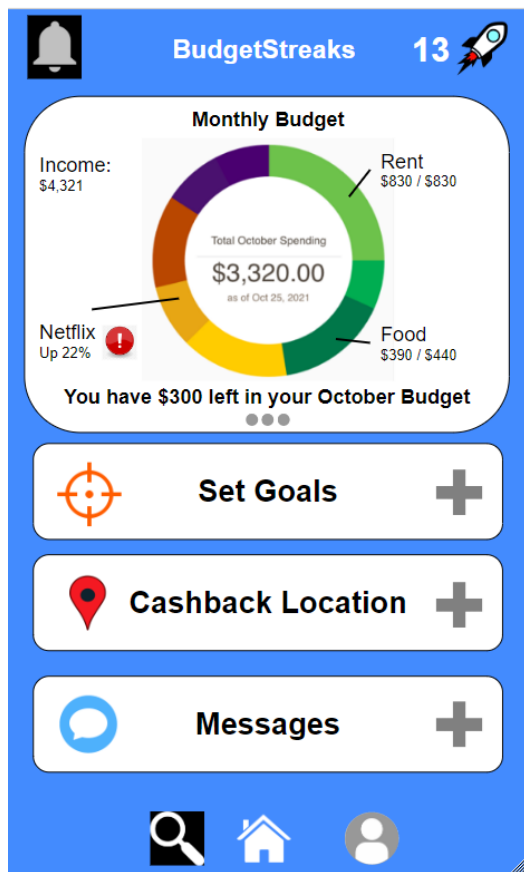 BudgetStreaks
13
Monthly Budget
Income:
$4,321
Rent
$830 / $830
Total October Spending
$3,320.00
as of Oct 25, 2021
Netflix
Up 22%
!
Food
$390 / $440
You have $300 left in your October Budget
Set Goals
Cashback Location
Messages